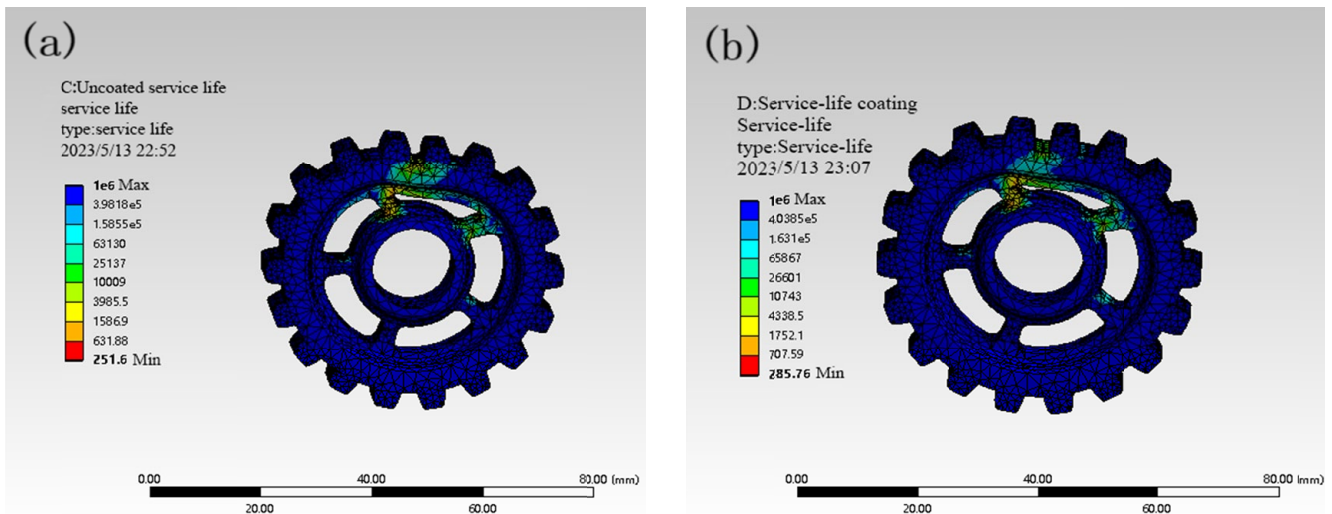 (a)
C:Uncoated service life
service life
type:service life
2023/5/13 22:52
1e6 Max
3.9818e5
1.5855e5
63130
25137
10009
3985.5
1586.9
631.88
251.6 Min
0.00 40.00 80.00 (mm)
20.00 60.00
(b)
D:Service-life coating
Service-life
type:Service-life
2023/5/13 23:07
1e6 Max
4.0385e5
1.631e5
65867
26601
10743
4338.5
1752.1
707.59
285.76 Min
0.00 40.00 80.00 (mm)
20.00 60.00